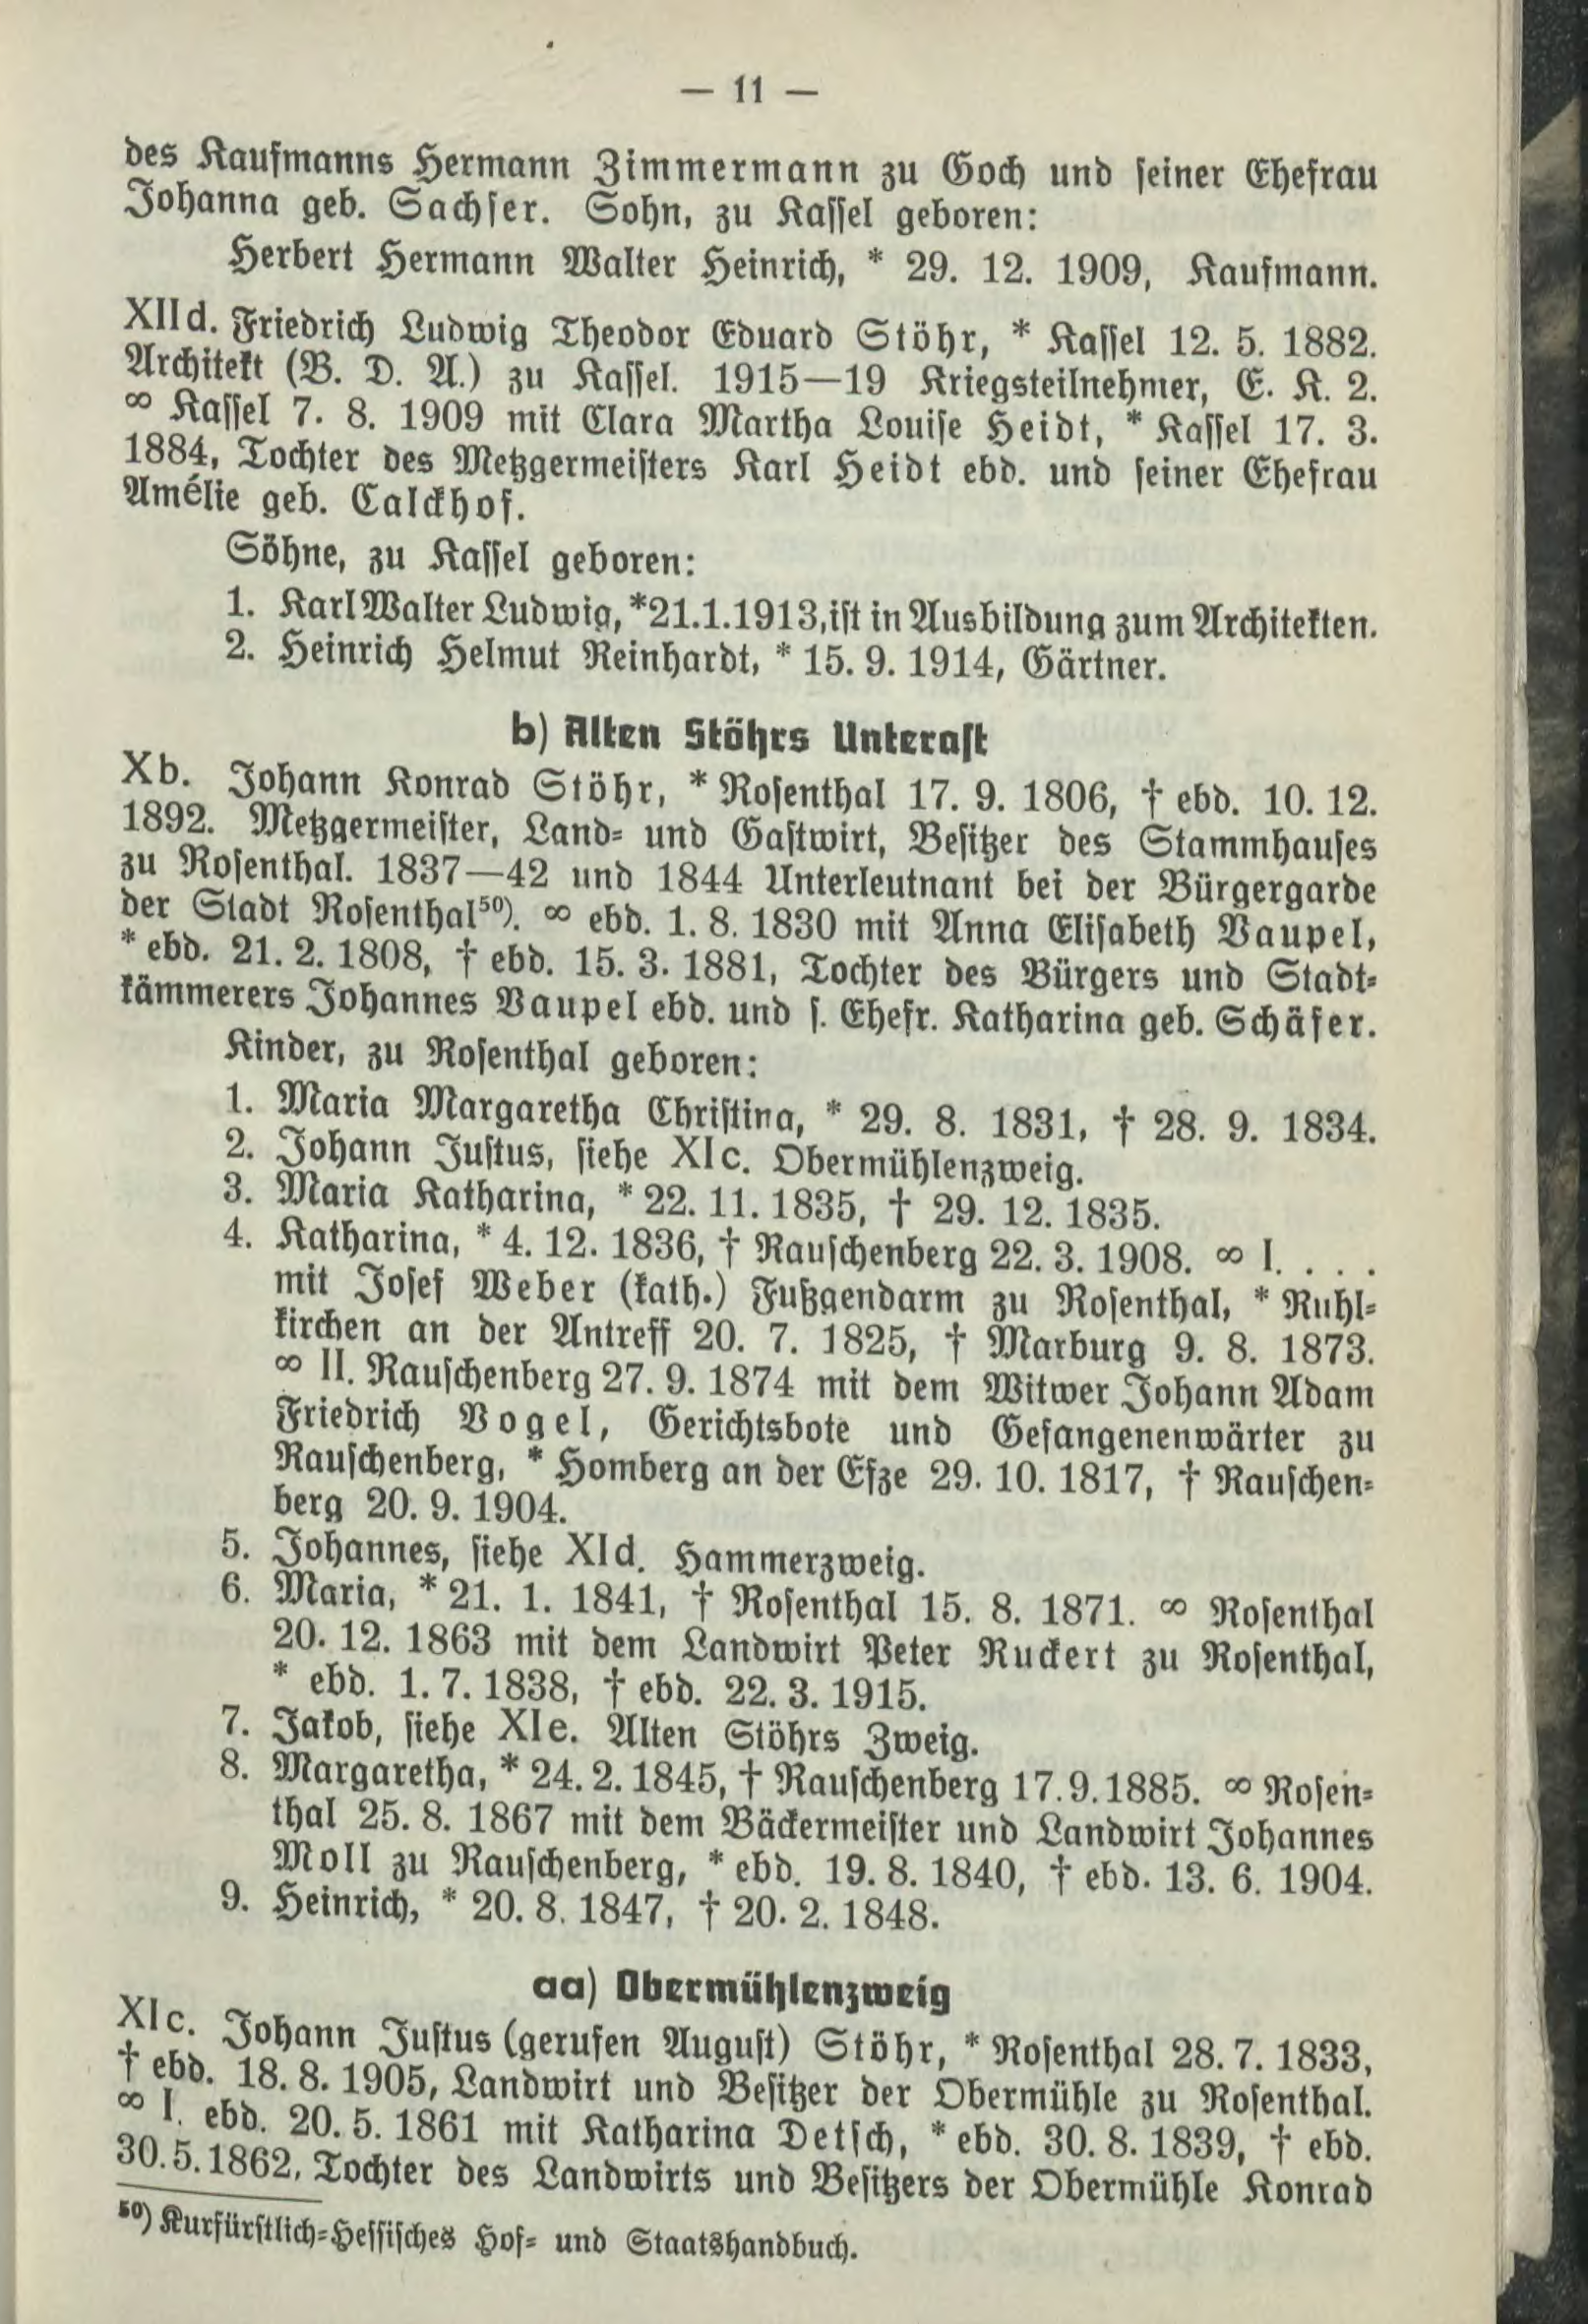 — 11 —
des Kaufmanns Hermann Zimmermann zu Goch und seiner Ehefrau
Johanna geb. Sachser. Sohn, zu Kassel geboren:
Herbert Hermann Walter Heinrich, * 29. 12. 1909, Kaufmann.
XIId. Friedrich Ludwig Theodor Eduard Stöhr, * Kassel 12. 5. 1882.
Architekt (B. D. A.) zu Kassel. 1915—19 Kriegsteilnehmer, E. K. 2.
∞ Kassel 7. 8. 1909 mit Clara Martha Louise Heidt, * Kassel 17. 3.
1884, Tochter des Metzgermeisters Karl Heidt ebd. und seiner Ehefrau
Amélie geb. Calckhof.
Söhne, zu Kassel geboren:
1. Karl Walter Ludwig, *21.1.1913, ist in Ausbildung zum Architekten.
2. Heinrich Helmut Reinhardt, * 15. 9. 1914, Gärtner.
b) Alten Stöhrs Unterast
Xb. Johann Konrad Stöhr, * Rosenthal 17. 9. 1806, † ebd. 10. 12.
1892. Metzgermeister, Land- und Gastwirt, Besitzer des Stammhauses
zu Rosenthal. 1837—42 und 1844 Unterleutnant bei der Bürgergarde
der Stadt Rosenthal⁵⁰). ∞ ebd. 1. 8. 1830 mit Anna Elisabeth Vaupel,
* ebd. 21. 2. 1808, † ebd. 15. 3. 1881, Tochter des Bürgers und Stadt-
kämmerers Johannes Vaupel ebd. und s. Ehefr. Katharina geb. Schäfer.
Kinder, zu Rosenthal geboren:
1. Maria Margaretha Christina, * 29. 8. 1831, † 28. 9. 1834.
2. Johann Justus, siehe XIc. Obermühlenzweig.
3. Maria Katharina, * 22. 11. 1835, † 29. 12. 1835.
4. Katharina, * 4. 12. 1836, † Rauschenberg 22. 3. 1908. ∞ I. . . .
mit Josef Weber (kath.) Fußgendarm zu Rosenthal, * Ruhl-
kirchen an der Antreff 20. 7. 1825, † Marburg 9. 8. 1873.
∞ II. Rauschenberg 27. 9. 1874 mit dem Witwer Johann Adam
Friedrich Vogel, Gerichtsbote und Gefangenenwärter zu
Rauschenberg, * Homberg an der Efze 29. 10. 1817, † Rauschen-
berg 20. 9. 1904.
5. Johannes, siehe XId. Hammerzweig.
6. Maria, * 21. 1. 1841, † Rosenthal 15. 8. 1871. ∞ Rosenthal
20. 12. 1863 mit dem Landwirt Peter Ruckert zu Rosenthal,
* ebd. 1. 7. 1838, † ebd. 22. 3. 1915.
7. Jakob, siehe XIe. Alten Stöhrs Zweig.
8. Margaretha, * 24. 2. 1845, † Rauschenberg 17. 9. 1885. ∞ Rosen-
thal 25. 8. 1867 mit dem Bäckermeister und Landwirt Johannes
Moll zu Rauschenberg, * ebd. 19. 8. 1840, † ebd. 13. 6. 1904.
9. Heinrich, * 20. 8. 1847, † 20. 2. 1848.
aa) Obermühlenzweig
XIc. Johann Justus (gerufen August) Stöhr, * Rosenthal 28. 7. 1833,
† ebd. 18. 8. 1905, Landwirt und Besitzer der Obermühle zu Rosenthal.
∞ I. ebd. 20. 5. 1861 mit Katharina Detsch, * ebd. 30. 8. 1839, † ebd.
30. 5. 1862, Tochter des Landwirts und Besitzers der Obermühle Konrad
⁵⁰) Kurfürstlich-Hessisches Hof- und Staatshandbuch.